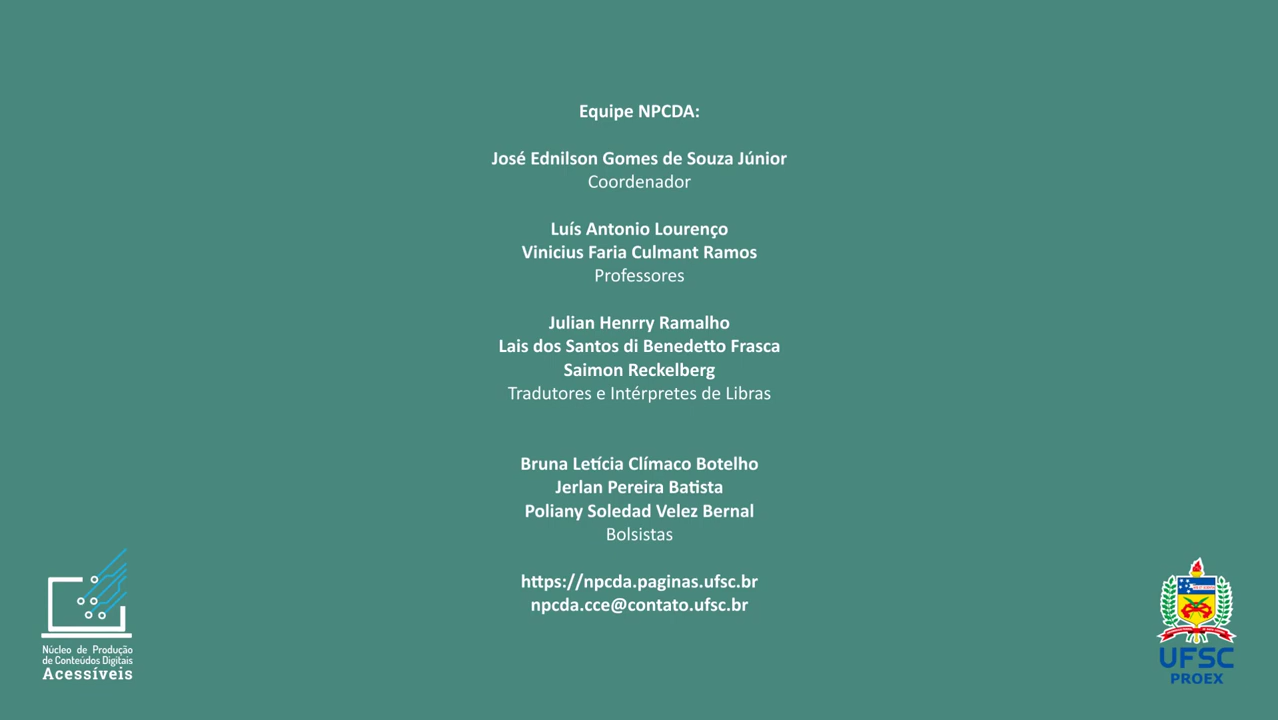 Equipe NPCDA:
José Ednilson Gomes de Souza Júnior
Coordenador
Luís Antonio Lourenço
Vinicius Faria Culmant Ramos
Professores
Julian Henrry Ramalho
Lais dos Santos di Benedetto Frasca
Saimon Reckelberg
Tradutores e Intérpretes de Libras
Bruna Letícia Clímaco Botelho
Jerlan Pereira Batista
Poliany Soledad Velez Bernal
Bolsistas
https://npcda.paginas.ufsc.br
npcda.cce@contato.ufsc.br
Núcleo de Produção
de Conteúdos Digitais
Acessíveis
UFSC
PROEX